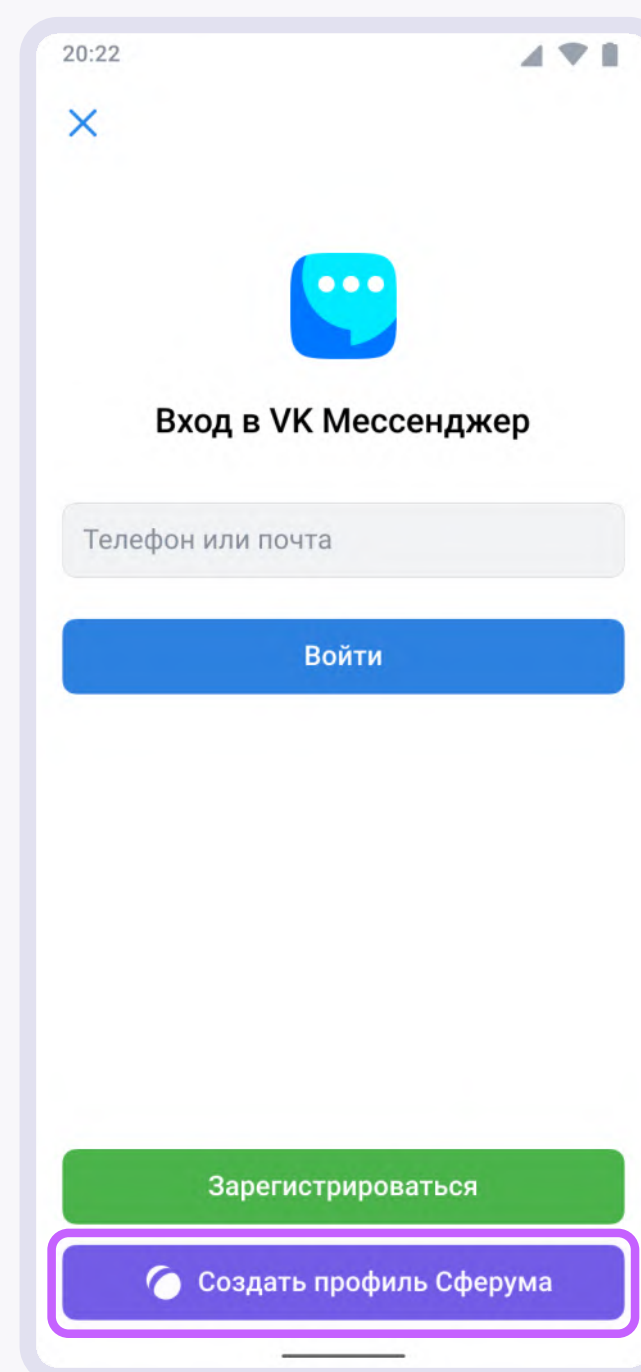 20:22
Вход в VK Мессенджер
Телефон или почта
Войти
Зарегистрироваться
Создать профиль Сферума